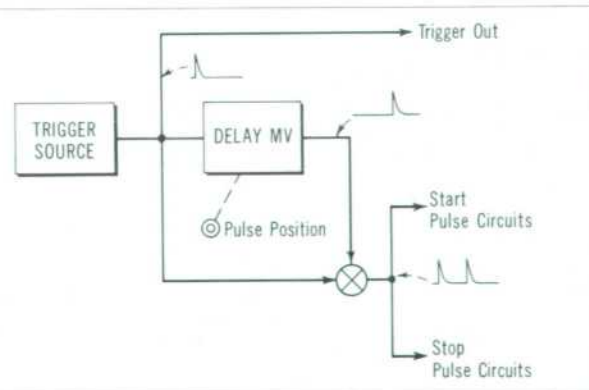 Trigger Out
TRIGGER
SOURCE
DELAY MV
Pulse Position
Start
Pulse Circuits
Stop
Pulse Circuits